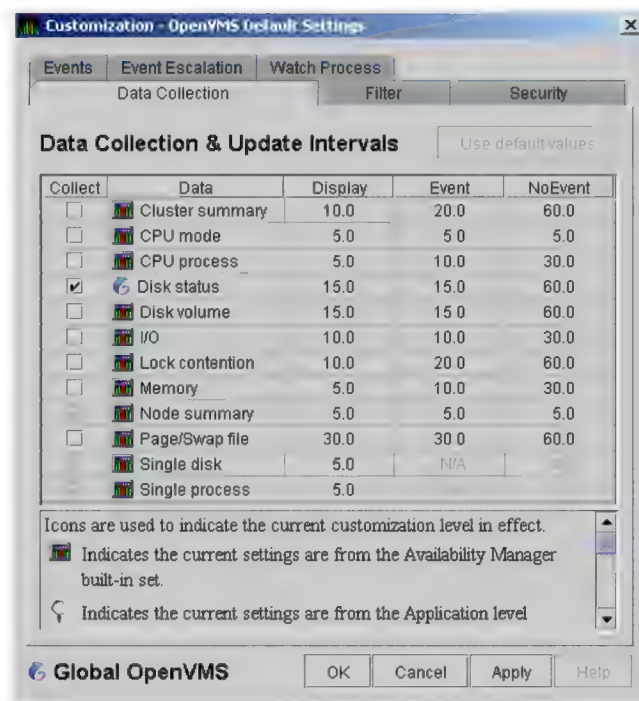 Customization - OpenVMS Default Settings
Events Event Escalation Watch Process
Data Collection Filter Security
Data Collection & Update Intervals Use default values
Collect Data Display Event NoEvent
Cluster summary 10.0 20.0 60.0
CPU mode 5.0 5 0 5.0
CPU process 5.0 10.0 30.0
Disk status 15.0 15.0 60.0
Disk volume 15.0 15 0 60.0
I/O 10.0 10.0 30.0
Lock contention 10.0 20 0 60.0
Memory 5.0 10.0 30.0
Node summary 5.0 5.0 5.0
Page/Swap file 30.0 30 0 60.0
Single disk 5.0 N/A
Single process 5.0
Icons are used to indicate the current customization level in effect.
Indicates the current settings are from the Availability Manager
built-in set.
Indicates the current settings are from the Application level
Global OpenVMS OK Cancel Apply Help